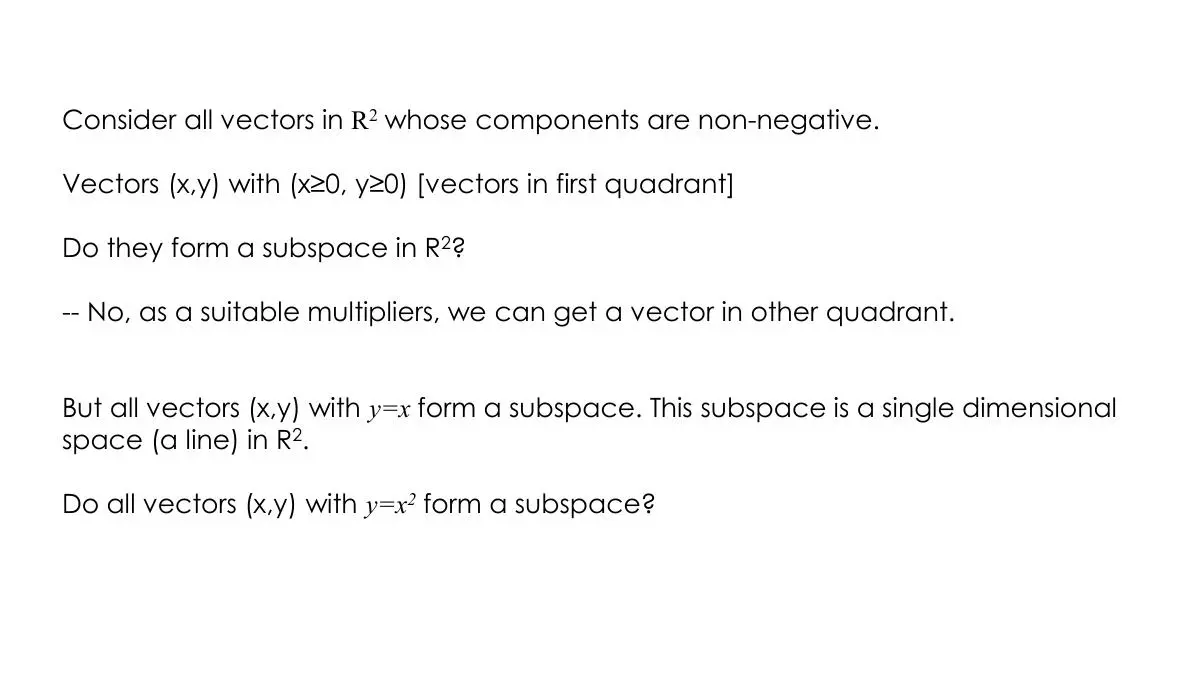 Consider all vectors in R² whose components are non-negative.
Vectors (x,y) with (x≥0, y≥0) [vectors in first quadrant]
Do they form a subspace in R²?
-- No, as a suitable multipliers, we can get a vector in other quadrant.
But all vectors (x,y) with y=x form a subspace. This subspace is a single dimensional
space (a line) in R².
Do all vectors (x,y) with y=x² form a subspace?